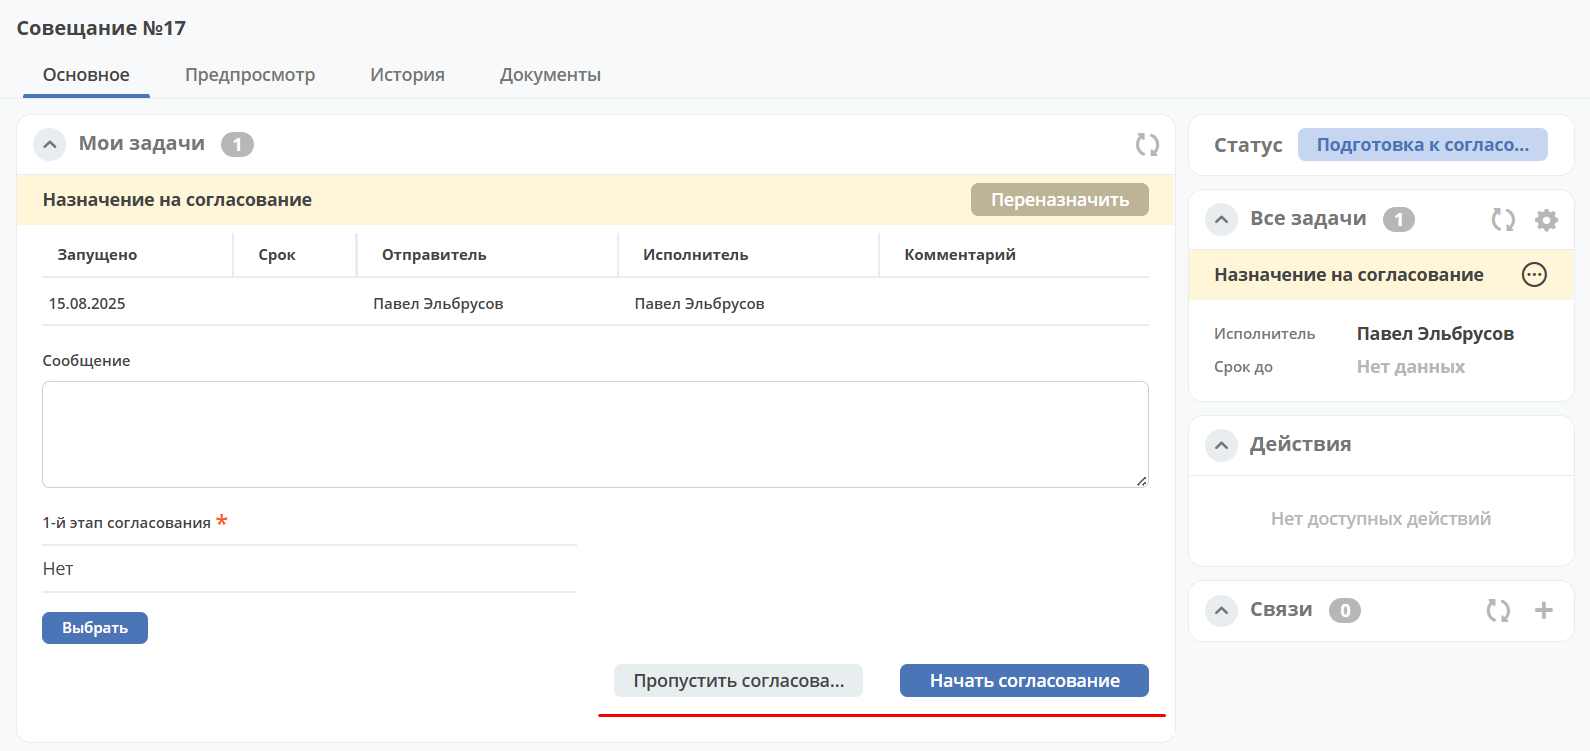 Совещание №17
Основное Предпросмотр История Документы
Мои задачи 1
Назначение на согласование Переназначить
Запущено Срок Отправитель Исполнитель Комментарий
15.08.2025 Павел Эльбрусов Павел Эльбрусов
Сообщение
1-й этап согласования *
Нет
Выбрать
Пропустить согласова... Начать согласование
Статус Подготовка к согласо...
Все задачи 1
Назначение на согласование
Исполнитель Павел Эльбрусов
Срок до Нет данных
Действия
Нет доступных действий
Связи 0